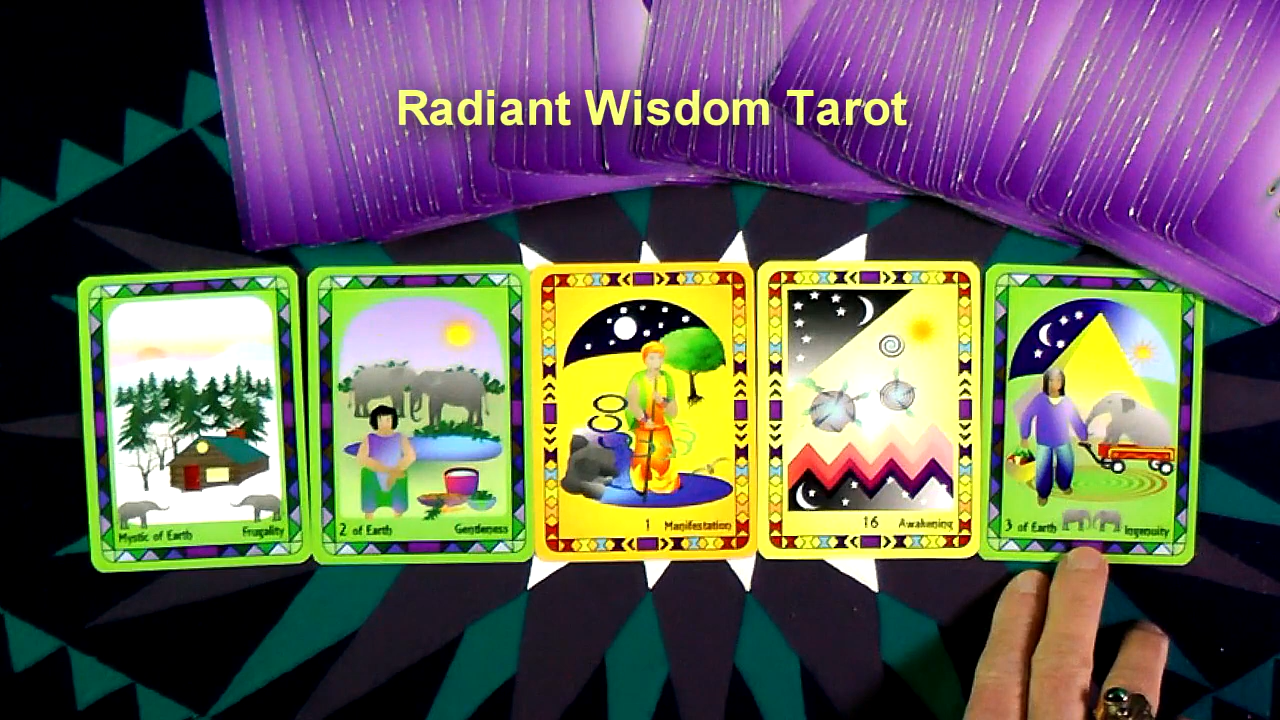 Radiant Wisdom Tarot
Mystic of Earth Frugality
2 of Earth Gentleness
1 Manifestation
16 Awakening
3 of Earth Ingenuity